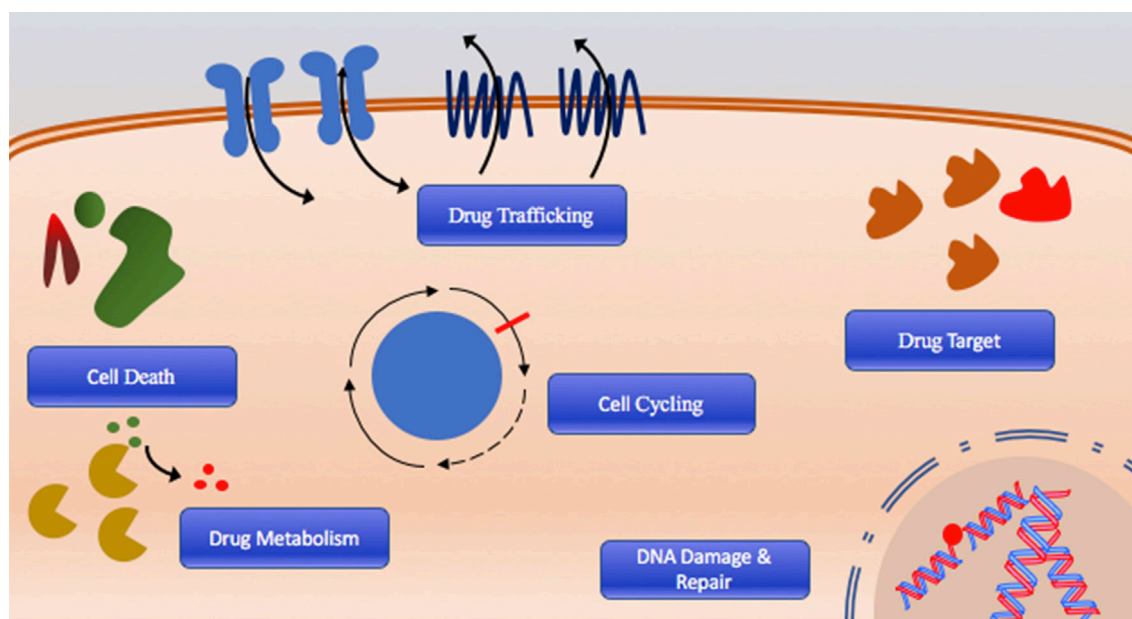 Drug Trafficking
Drug Target
Cell Death
Cell Cycling
Drug Metabolism
DNA Damage &
Repair